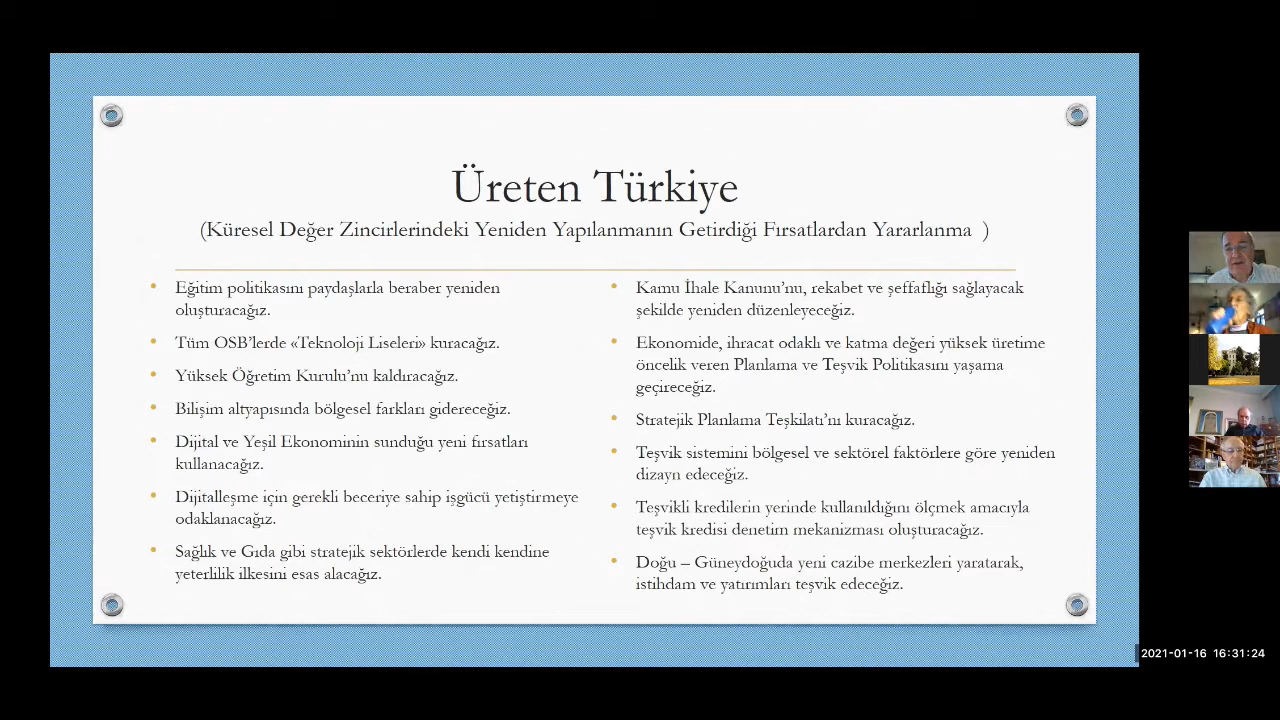 Üreten Türkiye
(Küresel Değer Zincirlerindeki Yeniden Yapılanmanın Getirdiği Fırsatlardan Yararlanma )
• Eğitim politikasını paydaşlarla beraber yeniden
oluşturacağız.
• Tüm OSB’lerde «Teknoloji Liseleri» kuracağız.
• Yüksek Öğretim Kurulu’nu kaldıracağız.
• Bilişim altyapısında bölgesel farkları gidereceğiz.
• Dijital ve Yeşil Ekonominin sunduğu yeni fırsatları
kullanacağız.
• Dijitalleşme için gerekli beceriye sahip işgücü yetiştirmeye
odaklanacağız.
• Sağlık ve Gıda gibi stratejik sektörlerde kendi kendine
yeterlilik ilkesini esas alacağız.
• Kamu İhale Kanunu’nu, rekabet ve şeffaflığı sağlayacak
şekilde yeniden düzenleyeceğiz.
• Ekonomide, ihracat odaklı ve katma değeri yüksek üretime
öncelik veren Planlama ve Teşvik Politikasını yaşama
geçireceğiz.
• Stratejik Planlama Teşkilatı’nı kuracağız.
• Teşvik sistemini bölgesel ve sektörel faktörlere göre yeniden
dizayn edeceğiz.
• Teşvikli kredilerin yerinde kullanıldığını ölçmek amacıyla
teşvik kredisi denetim mekanizması oluşturacağız.
• Doğu – Güneydoğuda yeni cazibe merkezleri yaratarak,
istihdam ve yatırımları teşvik edeceğiz.
2021-01-16 16:31:24